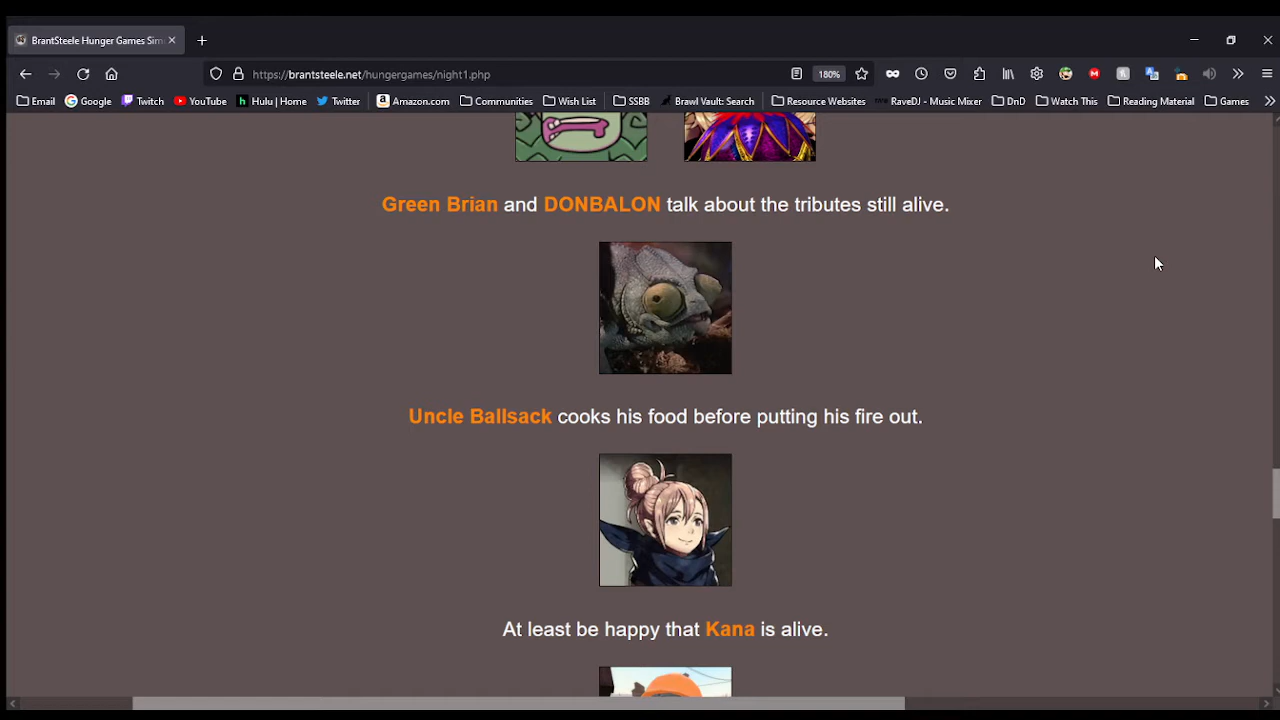 BrantSteele Hunger Games Sim
https://brantsteele.net/hungergames/night1.php
180%
Email
Google
Twitch
YouTube
Hulu | Home
Twitter
Amazon.com
Communities
Wish List
SSBB
Brawl Vault: Search
Resource Websites
RaveDJ - Music Mixer
DnD
Watch This
Reading Material
Games
Green Brian and DONBALON talk about the tributes still alive.
Uncle Ballsack cooks his food before putting his fire out.
At least be happy that Kana is alive.